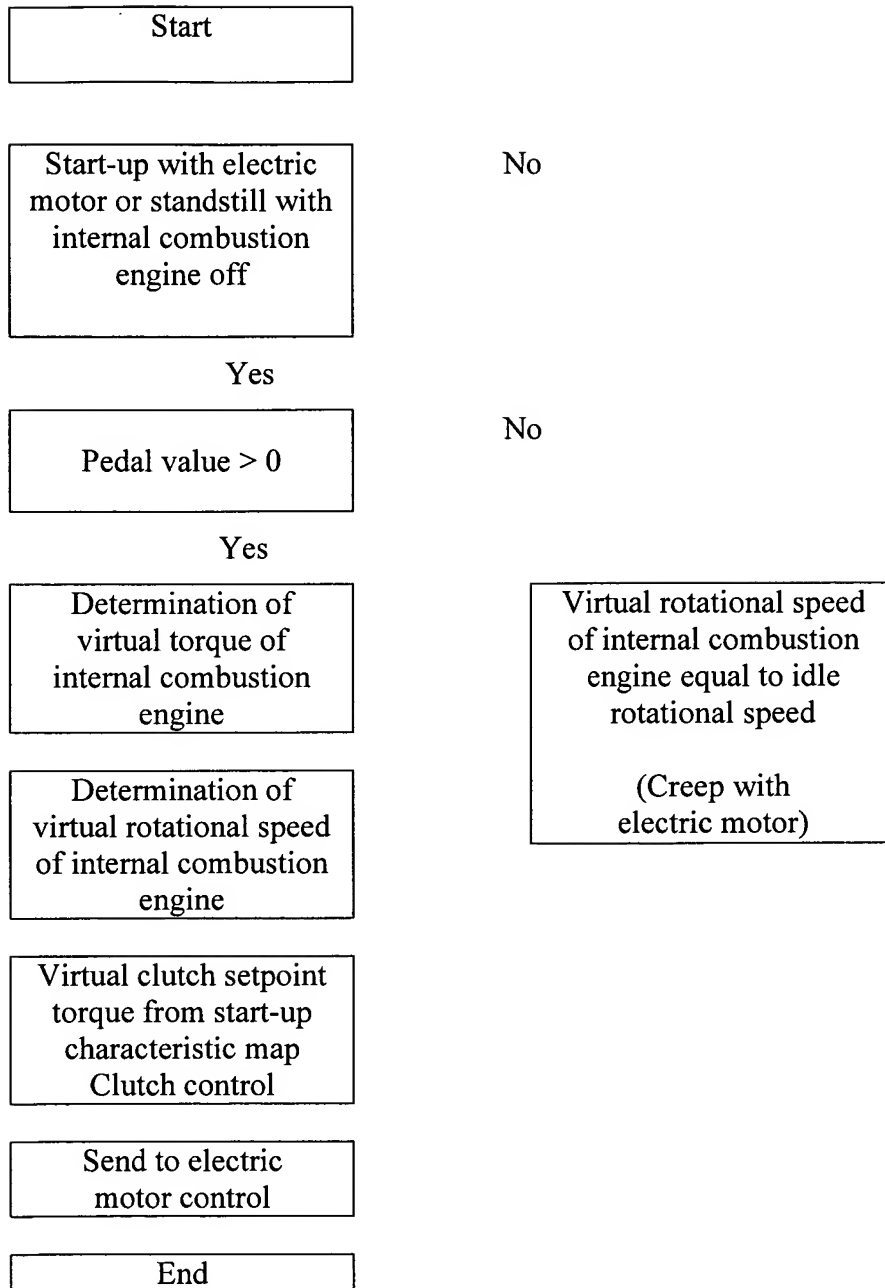 Start
Start-up with electric
motor or standstill with
internal combustion
engine off
No
Yes
Pedal value > 0
No
Yes
Determination of
virtual torque of
internal combustion
engine
Virtual rotational speed
of internal combustion
engine equal to idle
rotational speed
(Creep with
electric motor)
Determination of
virtual rotational speed
of internal combustion
engine
Virtual clutch setpoint
torque from start-up
characteristic map
Clutch control
Send to electric
motor control
End